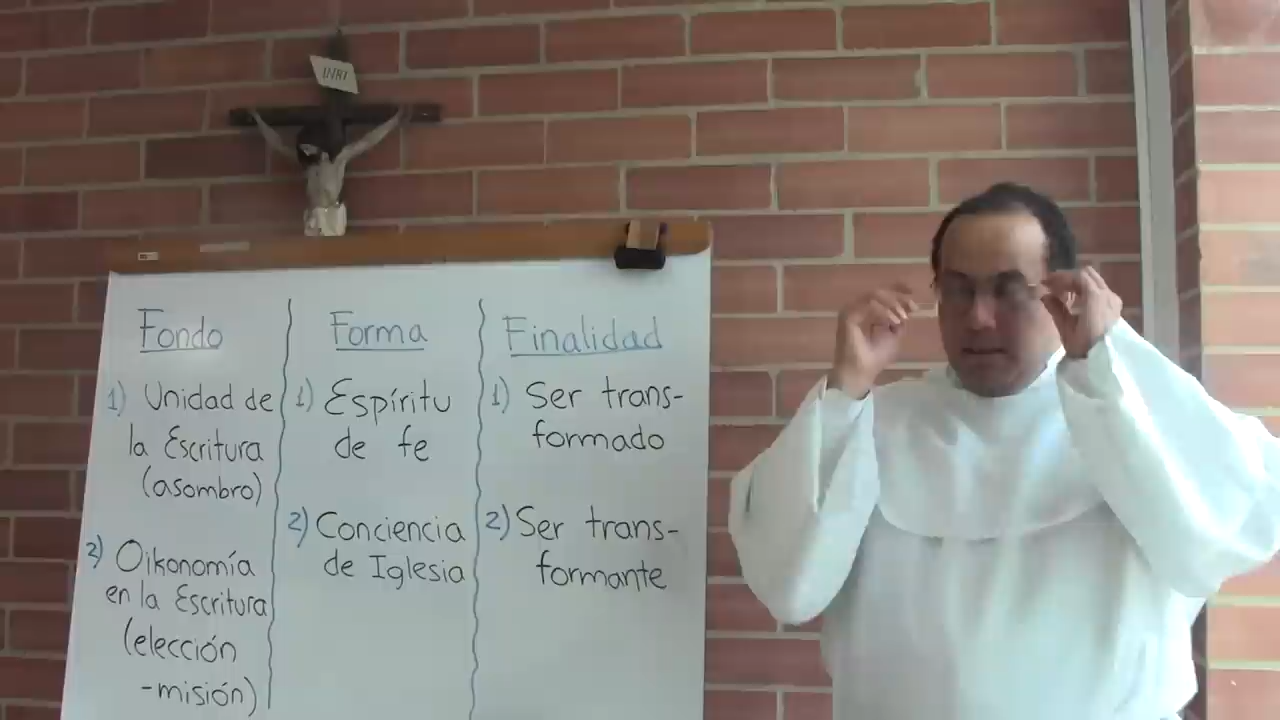 INRI
Fondo
1) Unidad de
la Escritura
(asombro)
2) Oikonomía
en la Escritura
(elección
-misión)
Forma
1) Espíritu
de fe
2) Conciencia
de Iglesia
Finalidad
1) Ser trans-
formado
2) Ser trans-
formante